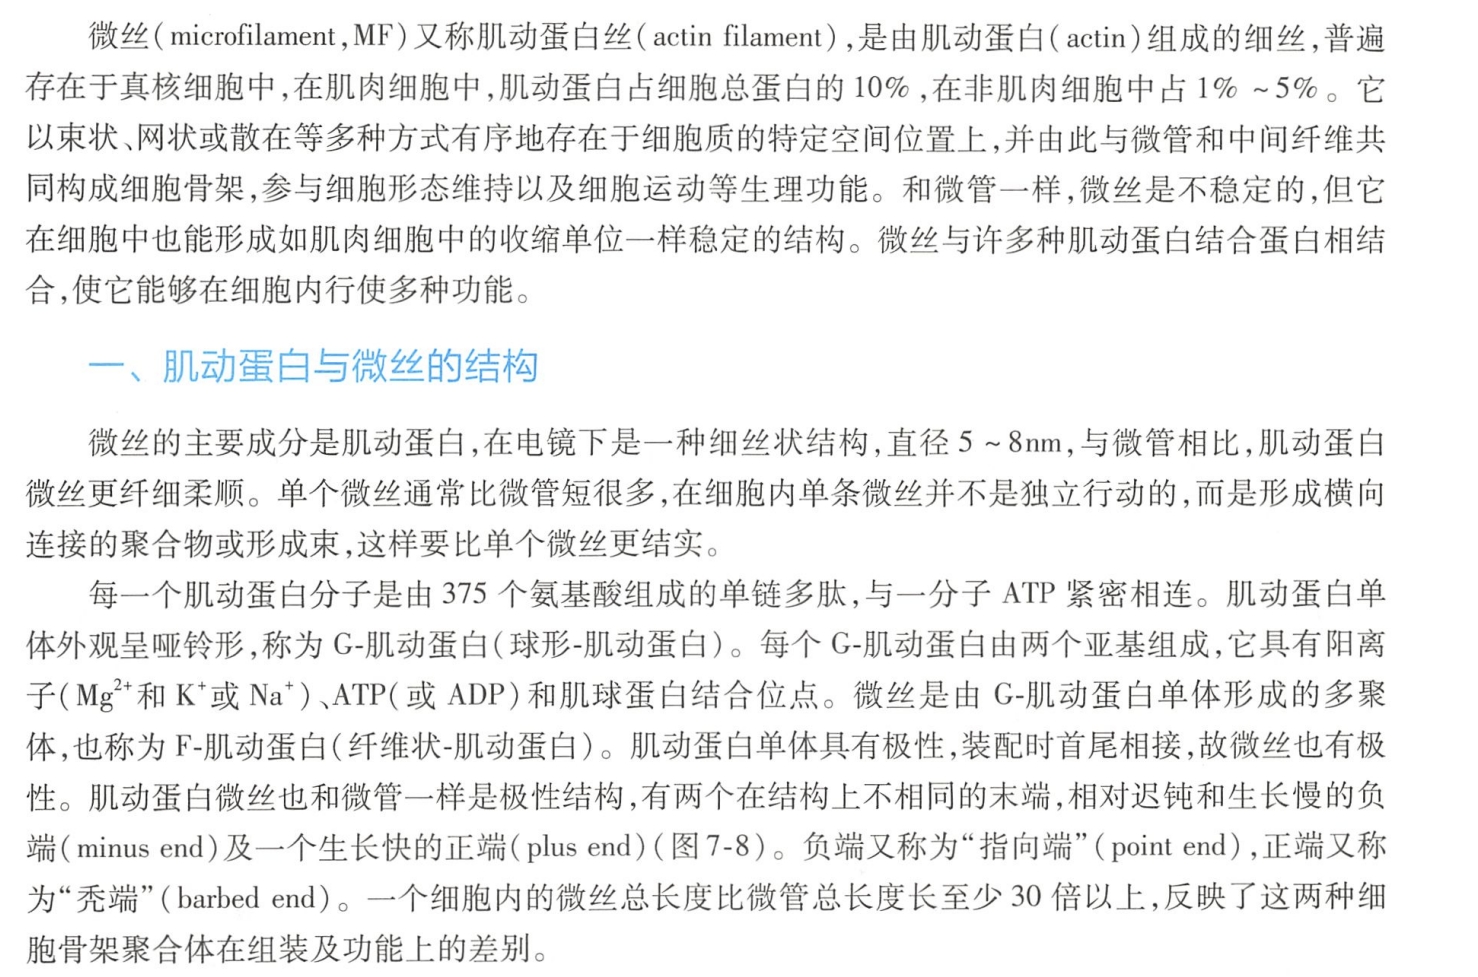 微丝(microfilament,MF)又称肌动蛋白丝(actin filament),是由肌动蛋白(actin)组成的细丝,普遍
存在于真核细胞中,在肌肉细胞中,肌动蛋白占细胞总蛋白的 10%,在非肌肉细胞中占 1% ~5%。它
以束状、网状或散在等多种方式有序地存在于细胞质的特定空间位置上,并由此与微管和中间纤维共
同构成细胞骨架,参与细胞形态维持以及细胞运动等生理功能。和微管一样,微丝是不稳定的,但它
在细胞中也能形成如肌肉细胞中的收缩单位一样稳定的结构。微丝与许多种肌动蛋白结合蛋白相结
合,使它能够在细胞内行使多种功能。
一、肌动蛋白与微丝的结构
微丝的主要成分是肌动蛋白,在电镜下是一种细丝状结构,直径 5 ~ 8nm,与微管相比,肌动蛋白
微丝更纤细柔顺。单个微丝通常比微管短很多,在细胞内单条微丝并不是独立行动的,而是形成横向
连接的聚合物或形成束,这样要比单个微丝更结实。
每一个肌动蛋白分子是由 375 个氨基酸组成的单链多肽,与一分子 ATP 紧密相连。肌动蛋白单
体外观呈哑铃形,称为 G-肌动蛋白(球形-肌动蛋白)。每个 G-肌动蛋白由两个亚基组成,它具有阳离
子(Mg²⁺和 K⁺或 Na⁺)、ATP(或 ADP)和肌球蛋白结合位点。微丝是由 G-肌动蛋白单体形成的多聚
体,也称为 F-肌动蛋白(纤维状-肌动蛋白)。肌动蛋白单体具有极性,装配时首尾相接,故微丝也有极
性。肌动蛋白微丝也和微管一样是极性结构,有两个在结构上不相同的末端,相对迟钝和生长慢的负
端(minus end)及一个生长快的正端(plus end)(图 7-8)。负端又称为“指向端”(point end),正端又称
为“秃端”(barbed end)。一个细胞内的微丝总长度比微管总长度长至少 30 倍以上,反映了这两种细
胞骨架聚合体在组装及功能上的差别。